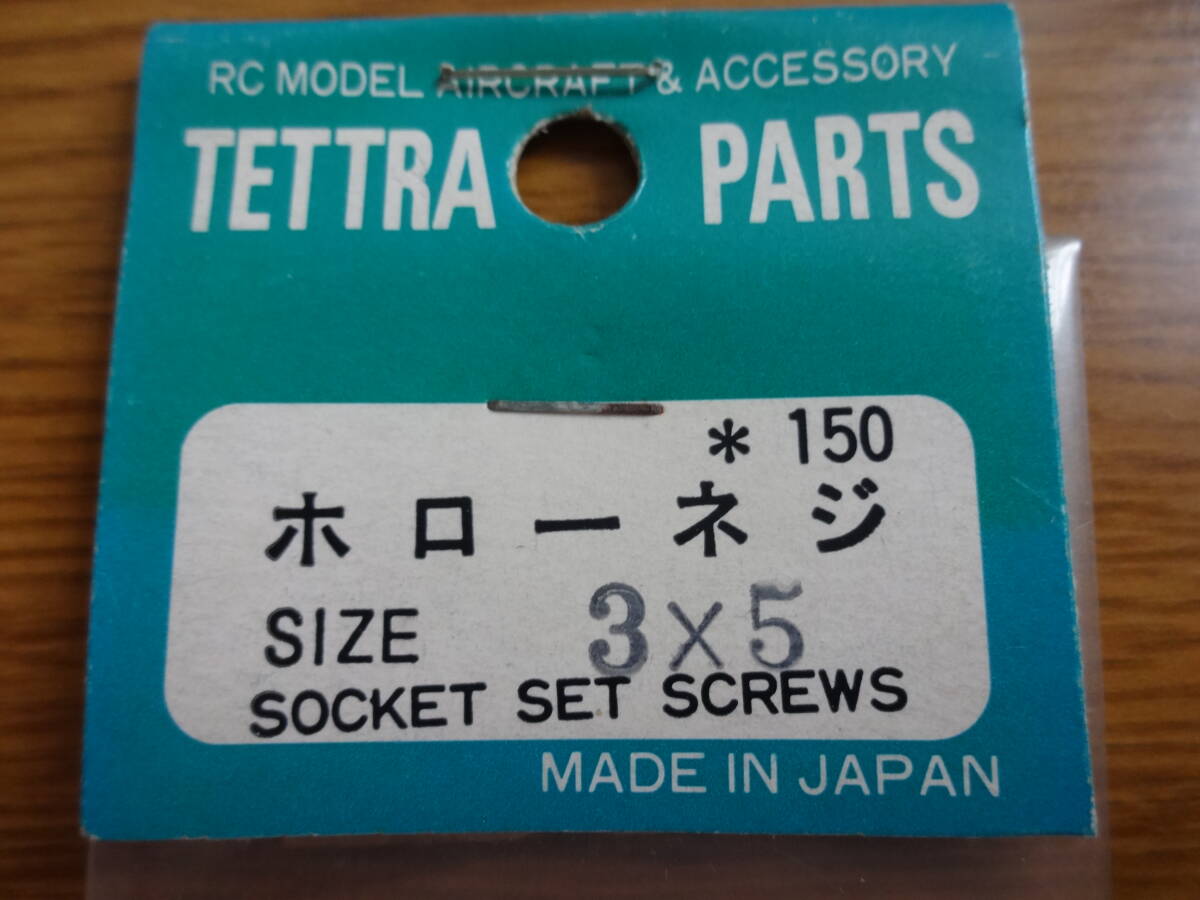 RC MODEL AIRCRAFT & ACCESSORY
TETTRA PARTS
* 150
ホローネジ
SIZE 3×5
SOCKET SET SCREWS
MADE IN JAPAN